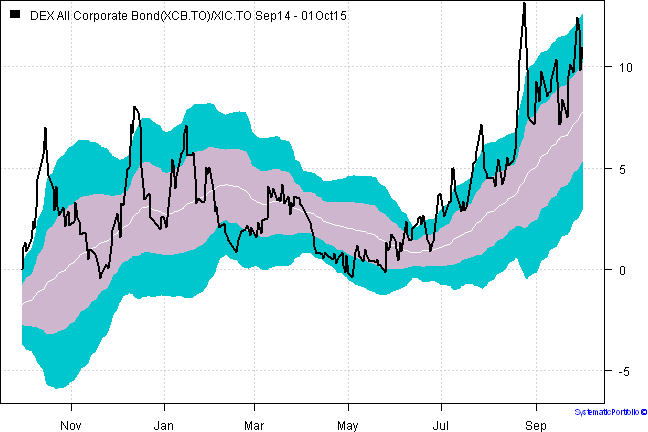 DEX All Corporate Bond(XCB.TO)/XIC.TO Sep14 - 01Oct15
10
5
0
-5
Nov Jan Mar May Jul Sep
SystematicPortfolio ©